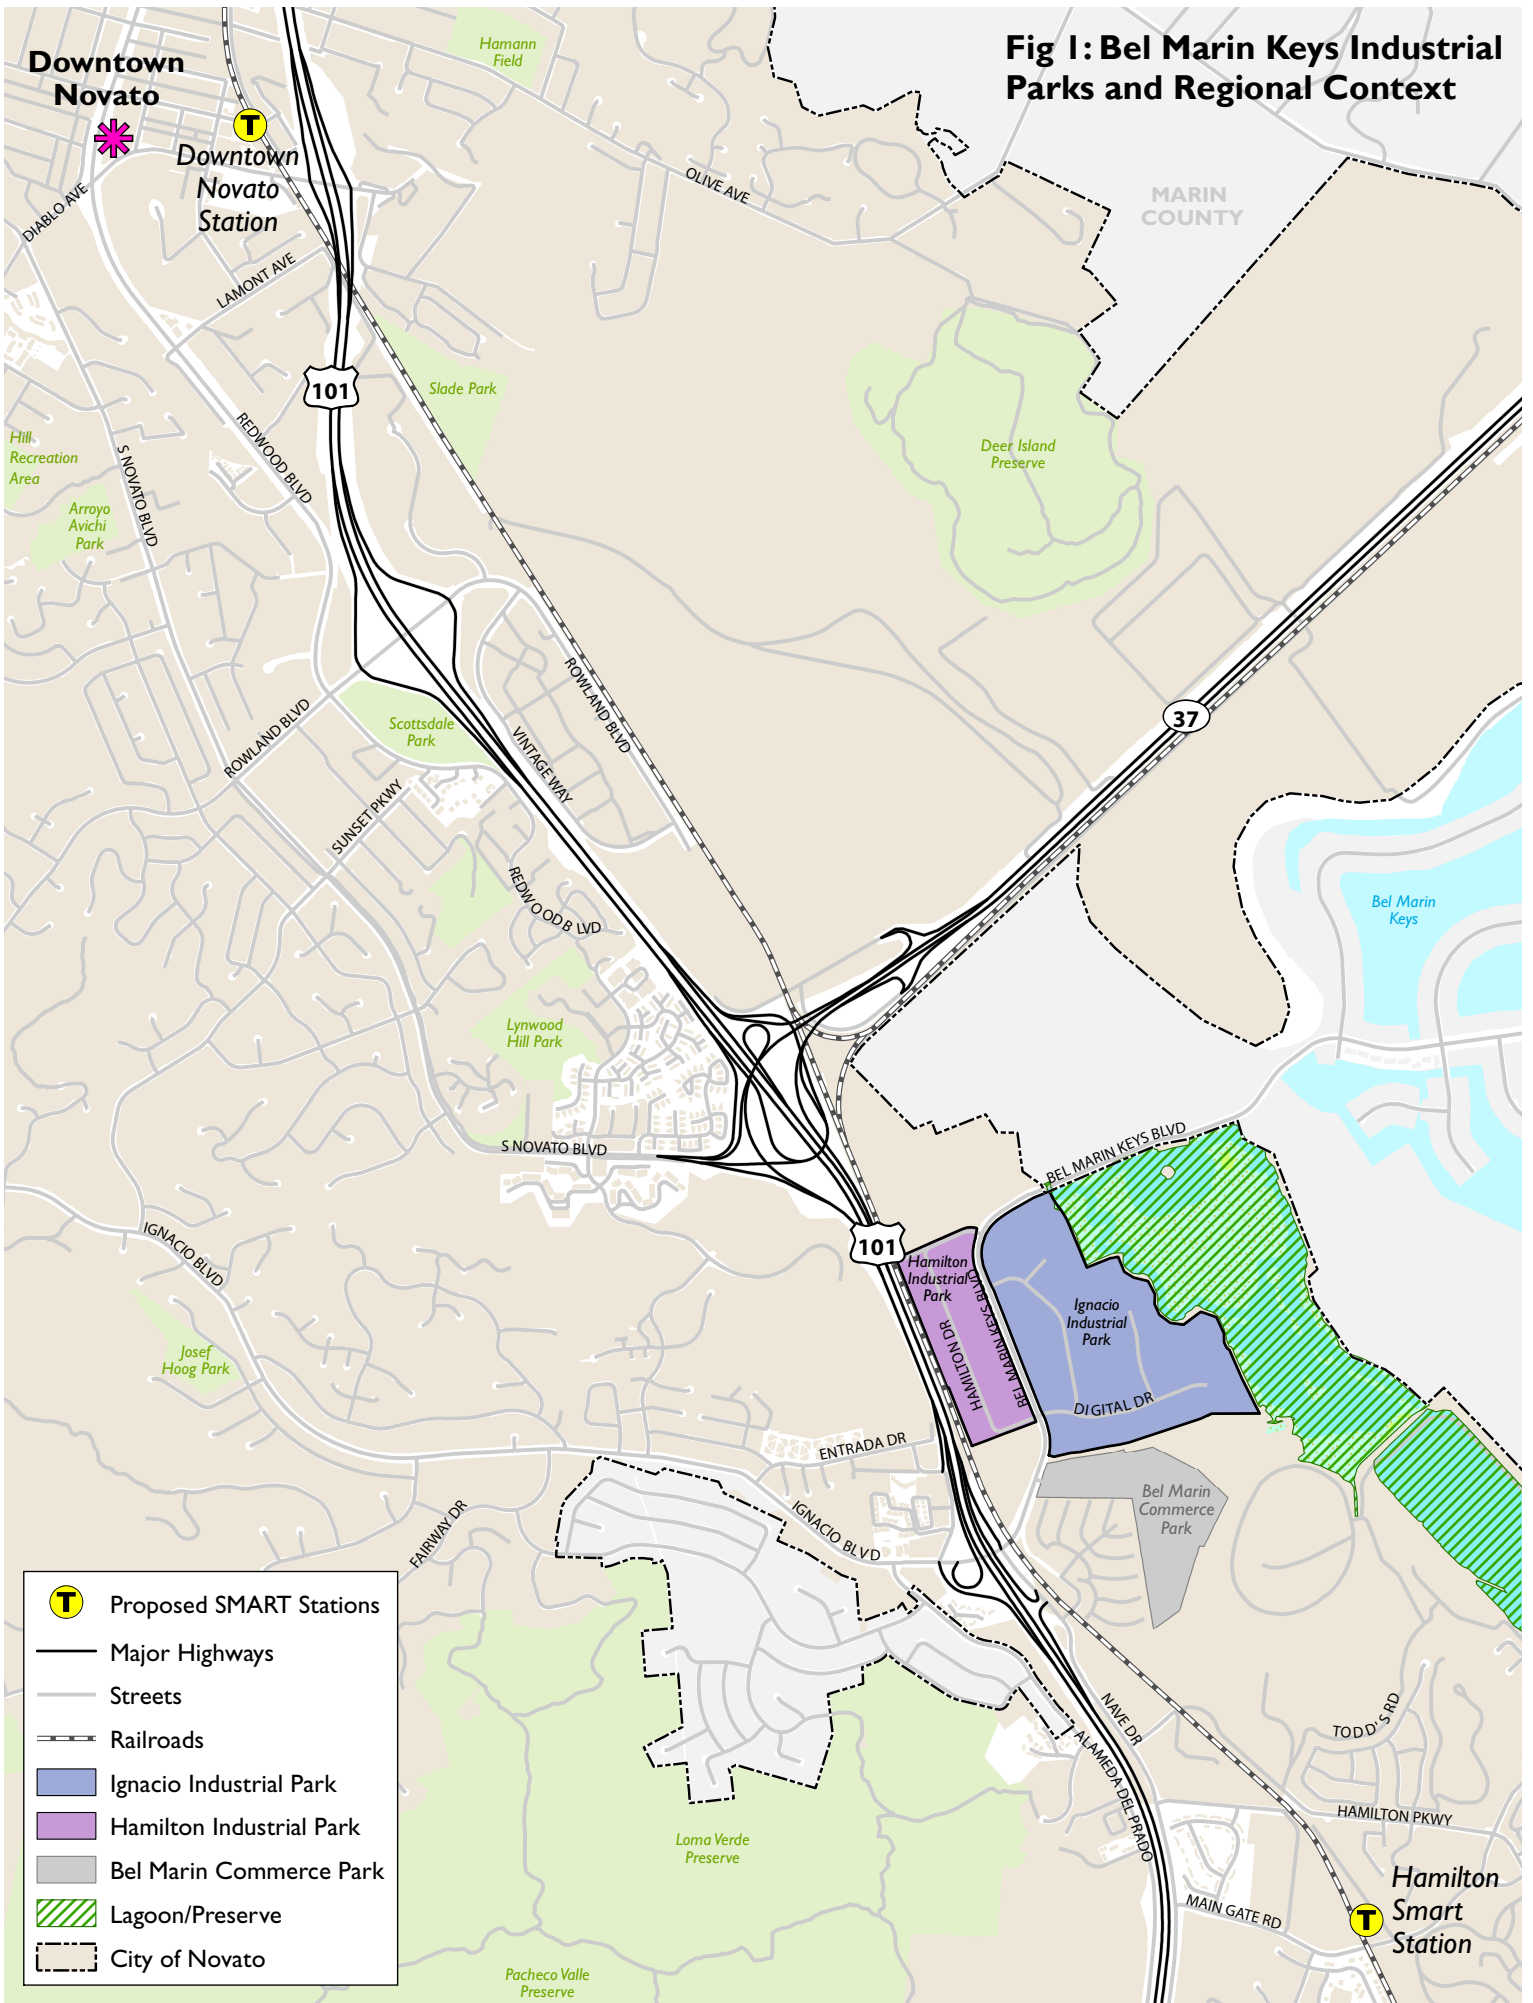 Fig 1: Bel Marin Keys Industrial
Parks and Regional Context
Downtown
Novato
T
Downtown
Novato
Station
Hamann
Field
MARIN
COUNTY
OLIVE AVE
DIABLO AVE
LAMONT AVE
101
Slade Park
REDWOOD BLVD
S NOVATO BLVD
Hill
Recreation
Area
Arroyo
Avichi
Park
Deer Island
Preserve
37
ROWLAND BLVD
ROWLAND BLVD
Scottsdale
Park
VINTAGE WAY
SUNSET PKWY
REDWOOD BLVD
Bel Marin
Keys
Lynwood
Hill Park
S NOVATO BLVD
BEL MARIN KEYS BLVD
IGNACIO BLVD
101
Hamilton
Industrial
Park
HAMILTON DR
BEL MARIN KEYS BLVD
Ignacio
Industrial
Park
DIGITAL DR
Josef
Hoog Park
ENTRADA DR
IGNACIO BLVD
FAIRWAY DR
Bel Marin
Commerce
Park
NAVE DR
ALAMEDA DEL PRADO
TODD'S RD
HAMILTON PKWY
MAIN GATE RD
Loma Verde
Preserve
Pacheco Valle
Preserve
T
Hamilton
Smart
Station
T Proposed SMART Stations
Major Highways
Streets
Railroads
Ignacio Industrial Park
Hamilton Industrial Park
Bel Marin Commerce Park
Lagoon/Preserve
City of Novato